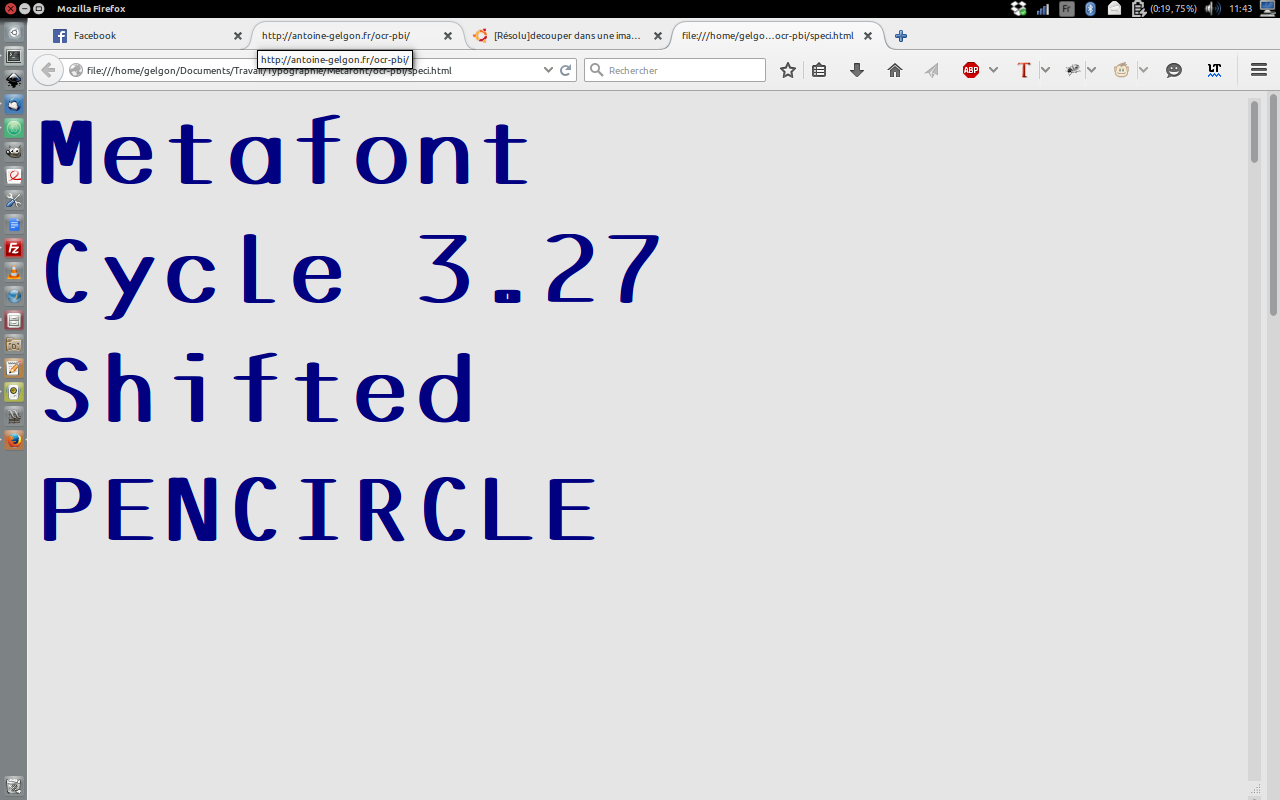 Mozilla Firefox
Fr
(0:19, 75%)
11:43
Facebook
http://antoine-gelgon.fr/ocr-pbi/
[Résolu]decouper dans une ima...
file:///home/gelgo...ocr-pbi/speci.html
http://antoine-gelgon.fr/ocr-pbi/
file:///home/gelgon/Documents/Travail/Typographie/Metafont/ocr-pbi/speci.html
Rechercher
ABP
T
LT
Metafont
Cycle 3.27
Shifted
PENCIRCLE